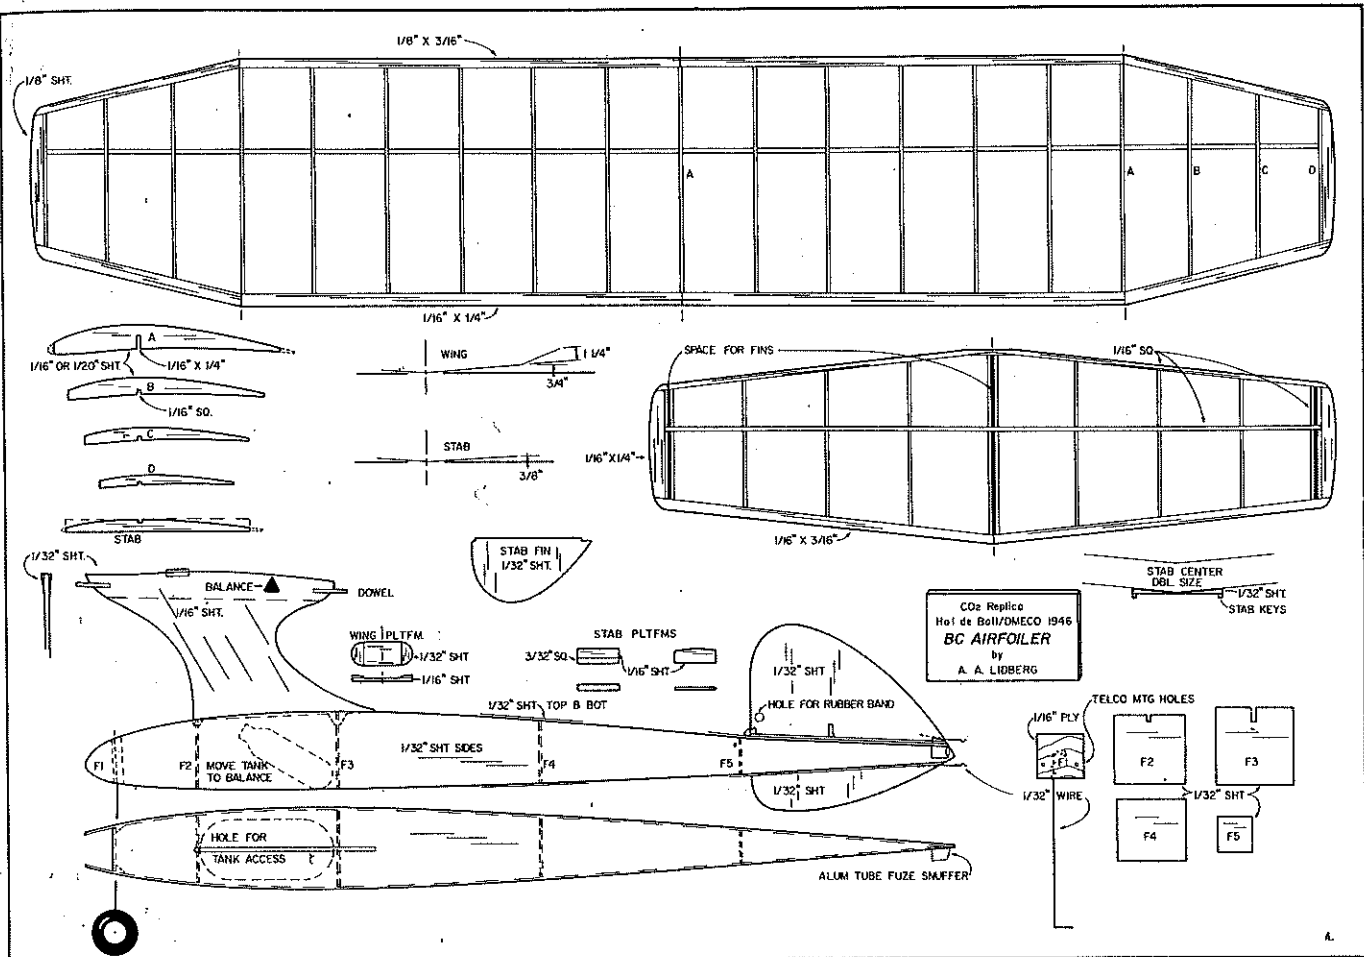 1/8" X 3/16"
1/8" SHT.
A
A
B
C
D
1/16" X 1/4"
A
1/16" OR 1/20" SHT.
1/16" X 1/4"
B
1/16" SQ.
C
D
STAB
WING
1 1/4"
3/4"
STAB
3/8"
SPACE FOR FINS
1/16" SQ
1/16" X 1/4"
1/16" X 3/16"
STAB CENTER
DBL SIZE
1/32" SHT.
STAB KEYS
1/32" SHT.
BALANCE
DOWEL
1/16" SHT.
STAB FIN
1/32" SHT.
WING PLTFM.
1/32" SHT
1/16" SHT
STAB PLTFMS
3/32" SQ.
1/16" SHT
CO2 Replica
Hof de Bolt/DMECO 1946
BC AIRFOILER
by
A. A. LIDBERG
1/32" SHT
HOLE FOR RUBBER BAND
1/32" SHT TOP & BOT
1/32" SHT SIDES
F1
F2
F3
F4
F5
MOVE TANK
TO BALANCE
1/32" SHT
HOLE FOR
TANK ACCESS
ALUM TUBE FUZE SNUFFER
TELCO MTG HOLES
1/16" PLY
F1
1/32" WIRE
F2
F3
1/32" SHT
F4
F5